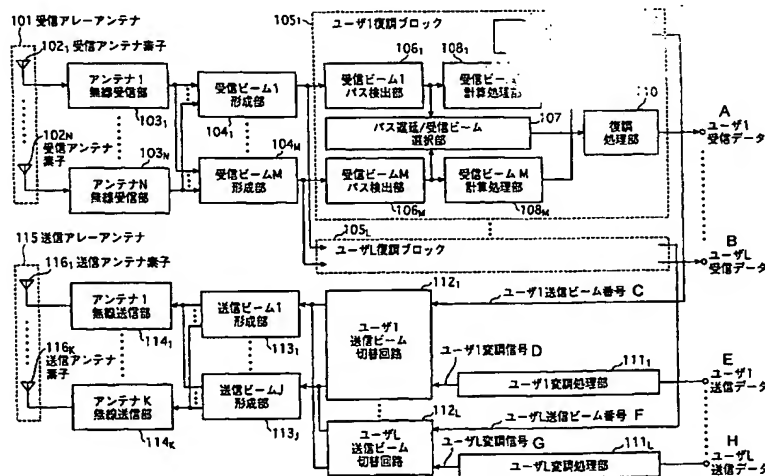 101 受信アレーアンテナ
102₁ 受信アンテナ素子
アンテナ1
無線受信部
103₁
受信ビーム1
形成部
104₁
105₁
ユーザ1復調ブロック
106₁
受信ビーム1
パス検出部
108₁
受信ビーム
計算処理部
107
パス遅延/受信ビーム
選択部
復調
処理部
A
ユーザ1
受信データ
102N
受信アンテナ
素子
103N
アンテナN
無線受信部
104M
受信ビームM
形成部
受信ビームM
パス検出部
106M
受信ビーム M
計算処理部
108M
105L
ユーザL復調ブロック
B
ユーザL
受信データ
115 送信アレーアンテナ
116₁ 送信アンテナ素子
アンテナ1
無線送信部
114₁
送信ビーム1
形成部
113₁
112₁
ユーザ1
送信ビーム
切替回路
ユーザ1送信ビーム番号 C
ユーザ1変調信号 D
111₁
ユーザ1変調処理部
E
ユーザ1
送信データ
116K
送信アンテナ
素子
アンテナK
無線送信部
114K
送信ビームJ
形成部
113J
112L
ユーザL
送信ビーム
切替回路
ユーザL送信ビーム番号 F
ユーザL変調信号 G
111L
ユーザL変調処理部
H
ユーザL
送信データ